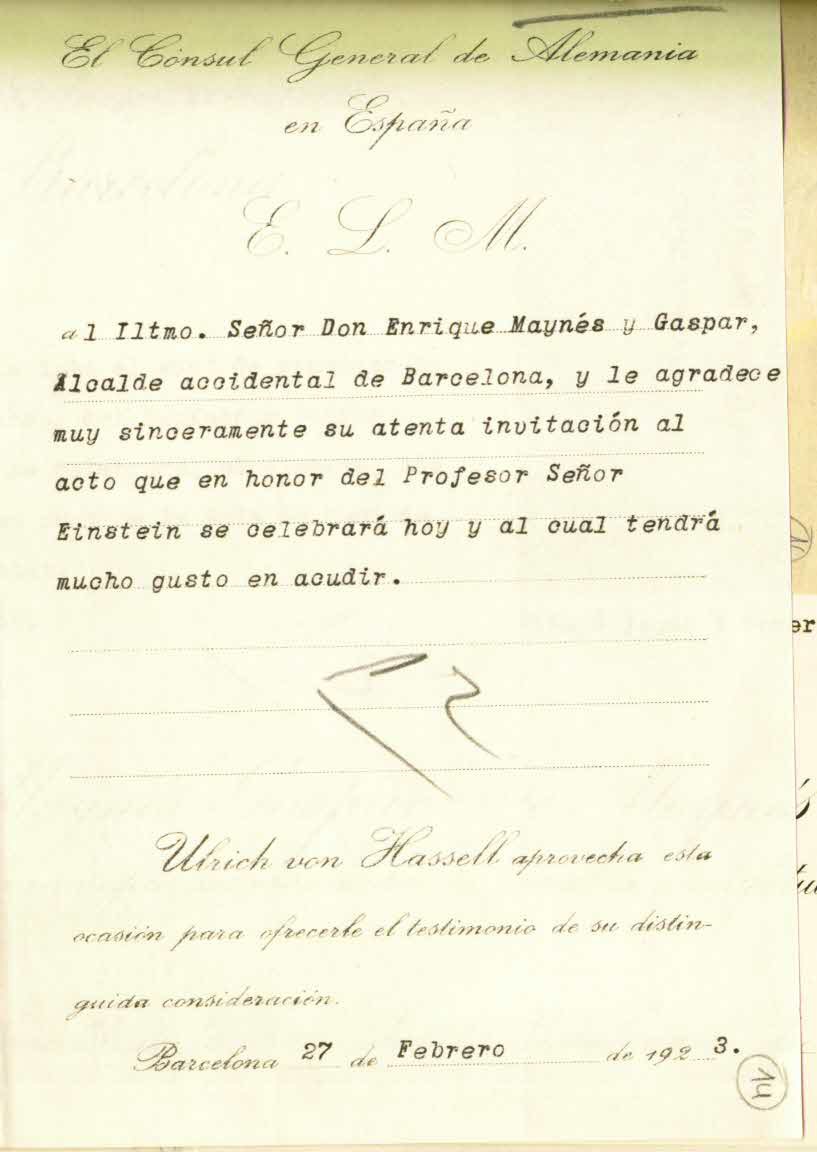 El Cónsul General de Alemania
en España
E. L. M.
al Iltmo. Señor Don Enrique Maynés y Gaspar,
Alcalde accidental de Barcelona, y le agradece
muy sinceramente su atenta invitación al
acto que en honor del Profesor Señor
Einstein se celebrará hoy y al cual tendrá
mucho gusto en acudir.
Ulrich von Hassell aprovecha esta
ocasión para ofrecerle el testimonio de su distin-
guida consideración.
Barcelona 27 de Febrero de 1923.
14